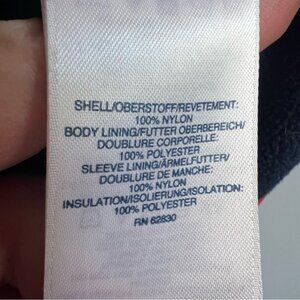 SHELL/OBERSTOFF/REVETEMENT:
100% NYLON
BODY LINING/FUTTER OBERBEREICH/
DOUBLURE CORPORELLE:
100% POLYESTER
SLEEVE LINING/ÄRMELFUTTER/
DOUBLURE DE MANCHE:
100% NYLON
INSULATION/ISOLIERUNG/ISOLATION:
100% POLYESTER
RN 62830